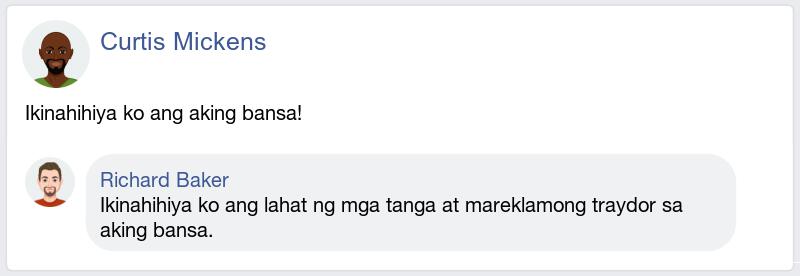 Curtis Mickens
Ikinahihiya ko ang aking bansa!
Richard Baker
Ikinahihiya ko ang lahat ng mga tanga at mareklamong traydor sa
aking bansa.